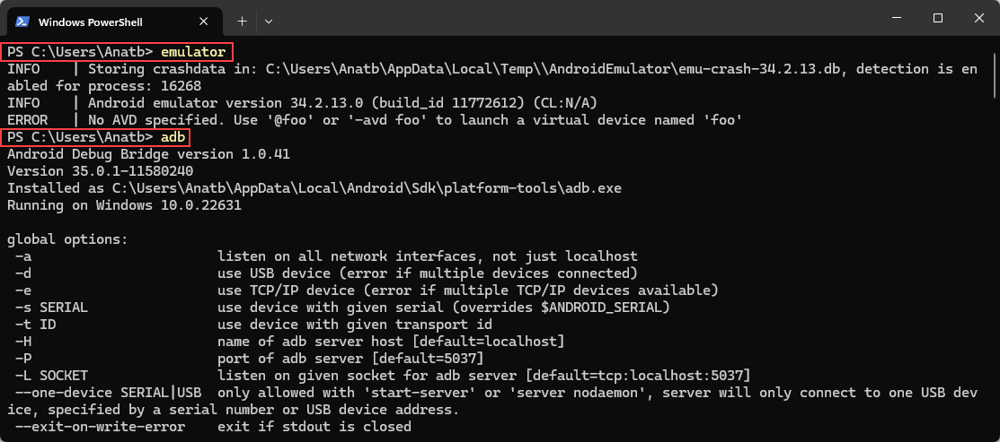 Windows PowerShell
PS C:\Users\Anatb> emulator
INFO    | Storing crashdata in: C:\Users\Anatb\AppData\Local\Temp\\AndroidEmulator\emu-crash-34.2.13.db, detection is en
abled for process: 16268
INFO    | Android emulator version 34.2.13.0 (build_id 11772612) (CL:N/A)
ERROR   | No AVD specified. Use '@foo' or '-avd foo' to launch a virtual device named 'foo'
PS C:\Users\Anatb> adb
Android Debug Bridge version 1.0.41
Version 35.0.1-11580240
Installed as C:\Users\Anatb\AppData\Local\Android\Sdk\platform-tools\adb.exe
Running on Windows 10.0.22631

global options:
 -a                       listen on all network interfaces, not just localhost
 -d                       use USB device (error if multiple devices connected)
 -e                       use TCP/IP device (error if multiple TCP/IP devices available)
 -s SERIAL                use device with given serial (overrides $ANDROID_SERIAL)
 -t ID                    use device with given transport id
 -H                       name of adb server host [default=localhost]
 -P                       port of adb server [default=5037]
 -L SOCKET                listen on given socket for adb server [default=tcp:localhost:5037]
 --one-device SERIAL|USB  only allowed with 'start-server' or 'server nodaemon', server will only connect to one USB dev
ice, specified by a serial number or USB device address.
 --exit-on-write-error    exit if stdout is closed